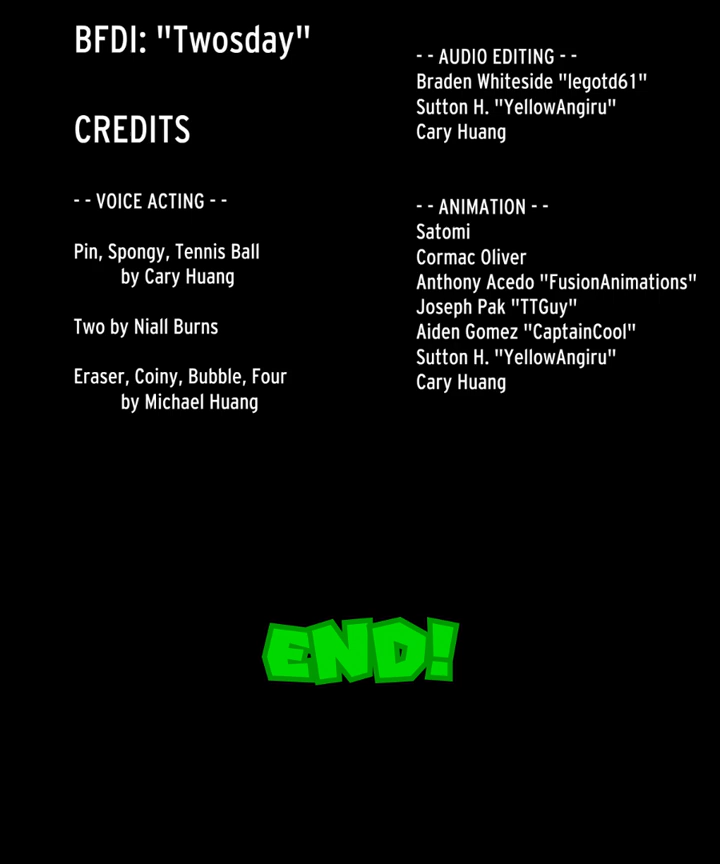 BFDI: "Twosday"
CREDITS
- - VOICE ACTING - -
Pin, Spongy, Tennis Ball
by Cary Huang
Two by Niall Burns
Eraser, Coiny, Bubble, Four
by Michael Huang
- - AUDIO EDITING - -
Braden Whiteside "legotd61"
Sutton H. "YellowAngiru"
Cary Huang
- - ANIMATION - -
Satomi
Cormac Oliver
Anthony Acedo "FusionAnimations"
Joseph Pak "TTGuy"
Aiden Gomez "CaptainCool"
Sutton H. "YellowAngiru"
Cary Huang
END!